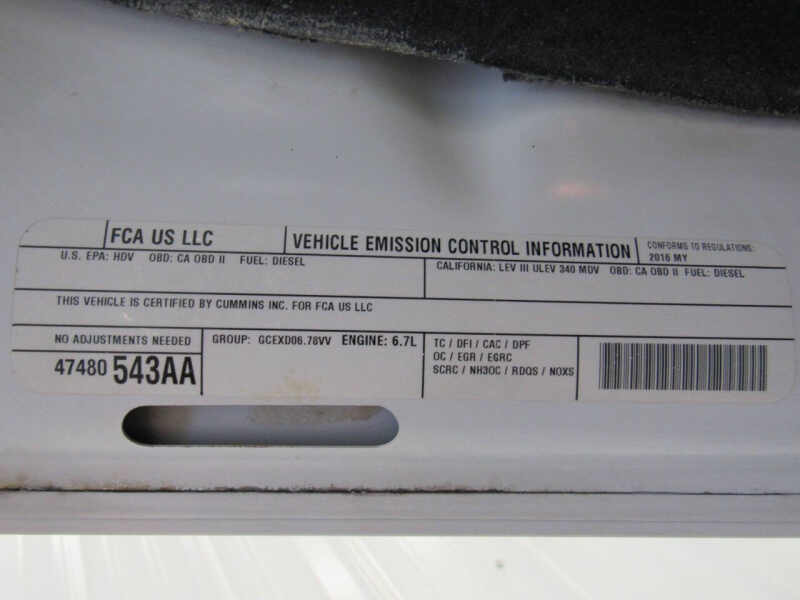 FCA US LLC
VEHICLE EMISSION CONTROL INFORMATION
CONFORMS TO REGULATIONS:
2016 MY
U.S. EPA: HDV OBD: CA OBD II FUEL: DIESEL
CALIFORNIA: LEV III ULEV 340 MDV OBD: CA OBD II FUEL: DIESEL
THIS VEHICLE IS CERTIFIED BY CUMMINS INC. FOR FCA US LLC
NO ADJUSTMENTS NEEDED
47480 543AA
GROUP: GCEXD06.78VV ENGINE: 6.7L
TC / DFI / CAC / DPF
OC / EGR / EGRC
SCRC / NH3OC / RDQS / NOXS